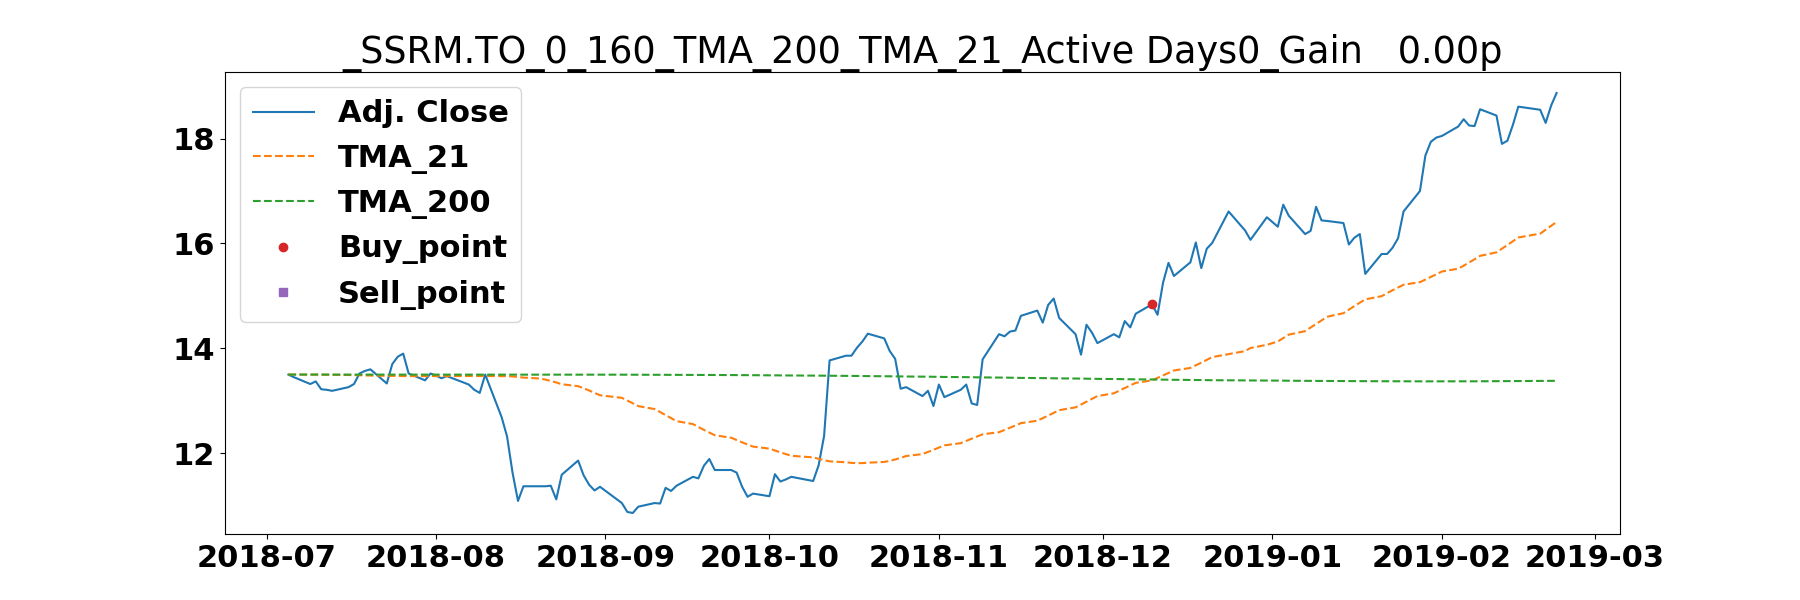 _SSRM.TO_0_160_TMA_200_TMA_21_Active Days0_Gain   0.00p
Adj. Close
TMA_21
TMA_200
Buy_point
Sell_point
18
16
14
12
2018-07 2018-08 2018-09 2018-10 2018-11 2018-12 2019-01 2019-02 2019-03